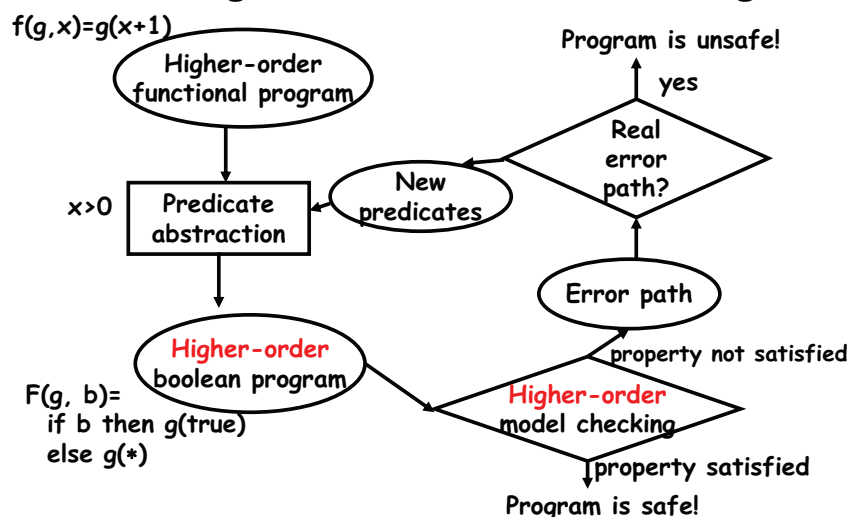 f(g,x)=g(x+1)
Higher-order
functional program
Program is unsafe!
yes
Real
error
path?
New
predicates
x>0
Predicate
abstraction
Error path
Higher-order
boolean program
property not satisfied
F(g, b)=
if b then g(true)
else g(*)
Higher-order
model checking
property satisfied
Program is safe!